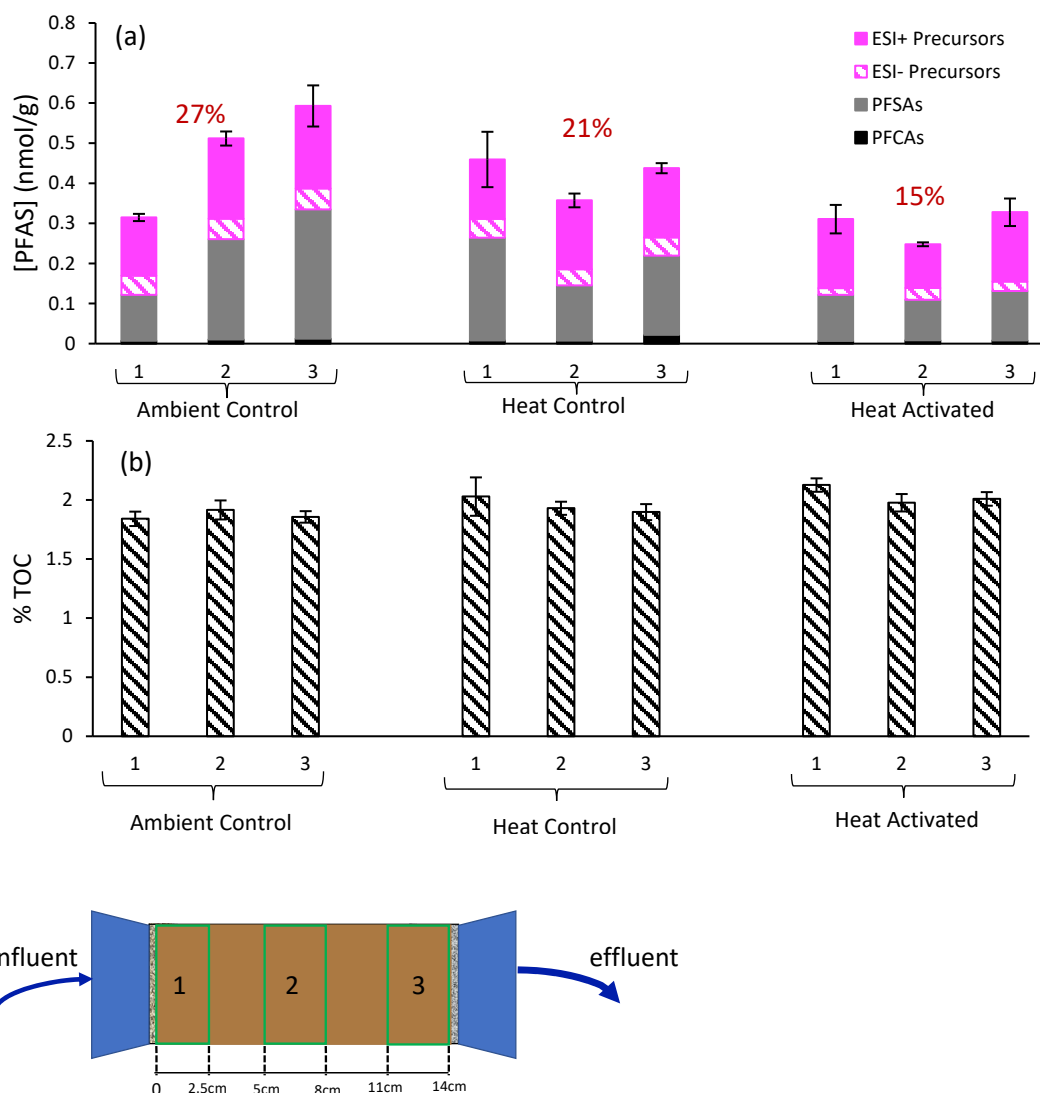 (a)
[PFAS] (nmol/g)
0.8
0.7
0.6
0.5
0.4
0.3
0.2
0.1
0
27%
21%
15%
ESI+ Precursors
ESI- Precursors
PFSAs
PFCAs
1 2 3 1 2 3 1 2 3
Ambient Control Heat Control Heat Activated
(b)
% TOC
2.5
2
1.5
1
0.5
0
1 2 3 1 2 3 1 2 3
Ambient Control Heat Control Heat Activated
nfluent effluent
1 2 3
0 2.5cm 5cm 8cm 11cm 14cm